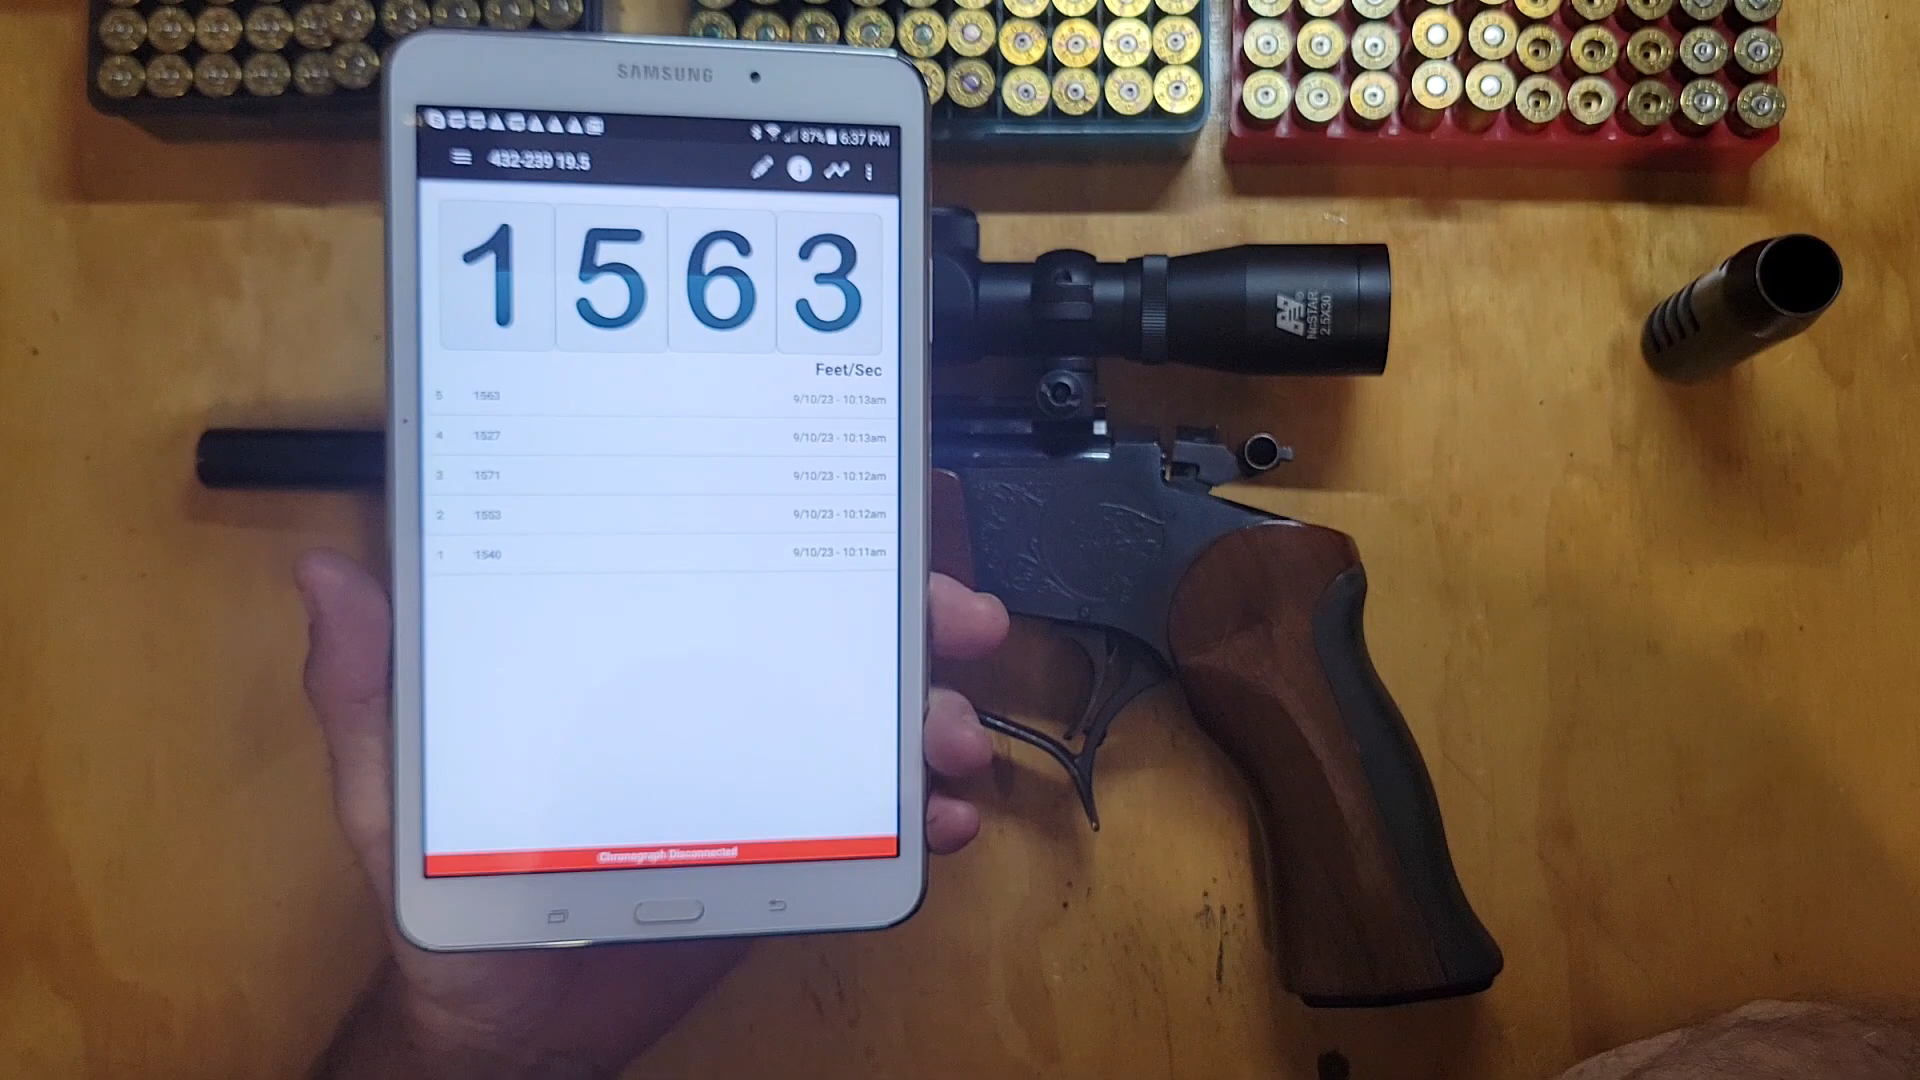 SAMSUNG
87% 6:37 PM
432-239 19.5
1563
Feet/Sec
5 1563 9/10/23 - 10:13am
4 1527 9/10/23 - 10:13am
3 1571 9/10/23 - 10:12am
2 1553 9/10/23 - 10:12am
1 1540 9/10/23 - 10:11am
Chronograph Disconnected
NcSTAR
2.5X30